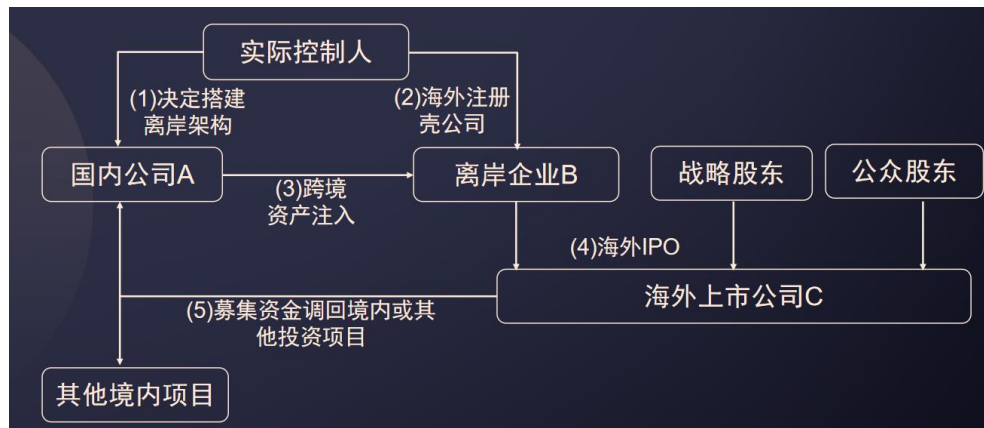 实际控制人
(1)决定搭建
离岸架构
(2)海外注册
壳公司
国内公司A
(3)跨境
资产注入
离岸企业B
战略股东
公众股东
(4)海外IPO
海外上市公司C
(5)募集资金调回境内或其
他投资项目
其他境内项目